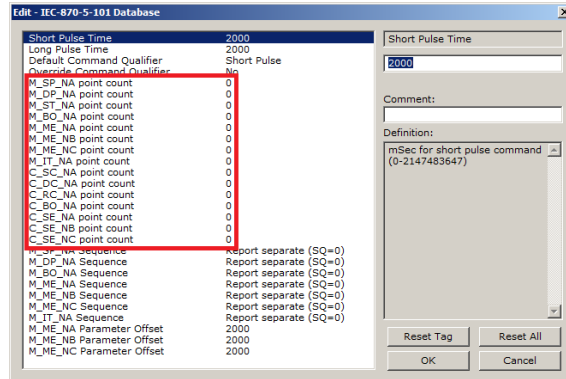 Edit - IEC-870-5-101 Database
Short Pulse Time 2000
Long Pulse Time 2000
Default Command Qualifier Short Pulse
Override Command Qualifier No
M_SP_NA point count 0
M_DP_NA point count 0
M_ST_NA point count 0
M_BO_NA point count 0
M_ME_NA point count 0
M_ME_NB point count 0
M_ME_NC point count 0
M_IT_NA point count 0
C_SC_NA point count 0
C_DC_NA point count 0
C_RC_NA point count 0
C_BO_NA point count 0
C_SE_NA point count 0
C_SE_NB point count 0
C_SE_NC point count 0
M_SP_NA Sequence Report separate (SQ=0)
M_DP_NA Sequence Report separate (SQ=0)
M_BO_NA Sequence Report separate (SQ=0)
M_ME_NA Sequence Report separate (SQ=0)
M_ME_NB Sequence Report separate (SQ=0)
M_ME_NC Sequence Report separate (SQ=0)
M_IT_NA Sequence Report separate (SQ=0)
M_ME_NA Parameter Offset 2000
M_ME_NB Parameter Offset 2000
M_ME_NC Parameter Offset 2000
Short Pulse Time
2000
Comment:
Definition:
mSec for short pulse command
(0-2147483647)
Reset Tag Reset All
OK Cancel